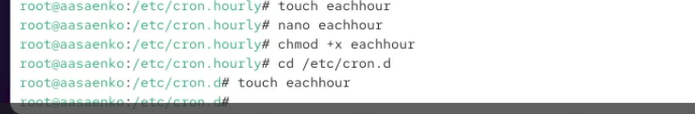 root@aasaenko:/etc/cron.hourly# touch eachhour
root@aasaenko:/etc/cron.hourly# nano eachhour
root@aasaenko:/etc/cron.hourly# chmod +x eachhour
root@aasaenko:/etc/cron.hourly# cd /etc/cron.d
root@aasaenko:/etc/cron.d# touch eachhour
root@aasaenko:/etc/cron.d#